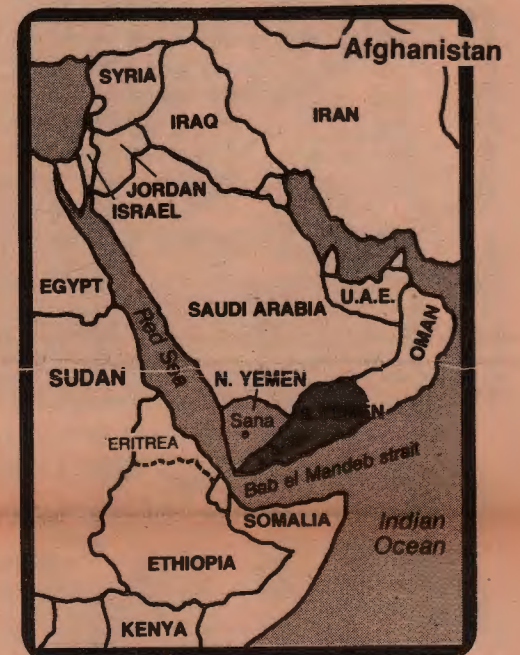 Afghanistan
SYRIA
IRAQ
IRAN
JORDAN
ISRAEL
EGYPT
SAUDI ARABIA
U.A.E.
OMAN
Red Sea
SUDAN
N. YEMEN
Sana
YEMEN
ERITREA
Bab el Mandeb strait
SOMALIA
Indian
Ocean
ETHIOPIA
KENYA